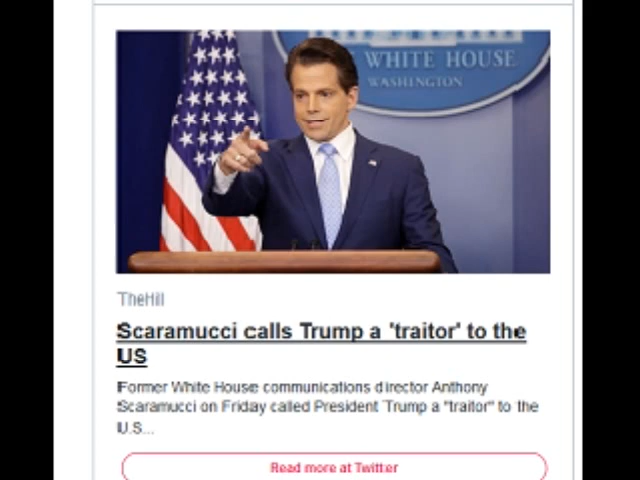 WHITE HOUSE
WASHINGTON
TheHill
Scaramucci calls Trump a 'traitor' to the
US
Former White House communications director Anthony
Scaramucci on Friday called President Trump a "traitor" to the
U.S...
Read more at Twitter